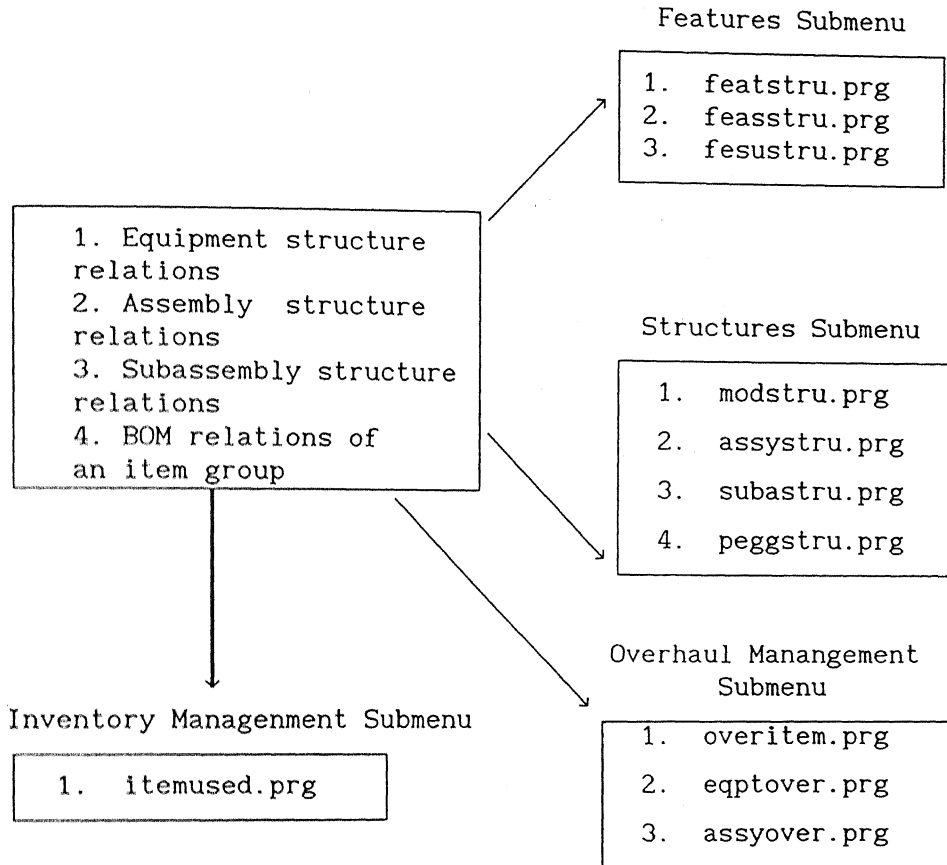 Features Submenu
1. featstru.prg
2. feasstru.prg
3. fesustru.prg
1. Equipment structure
relations
2. Assembly structure
relations
3. Subassembly structure
relations
4. BOM relations of
an item group
Structures Submenu
1. modstru.prg
2. assystru.prg
3. subastru.prg
4. peggstru.prg
Overhaul Manangement
Submenu
1. overitem.prg
2. eqptover.prg
3. assyover.prg
Inventory Managenment Submenu
1. itemused.prg